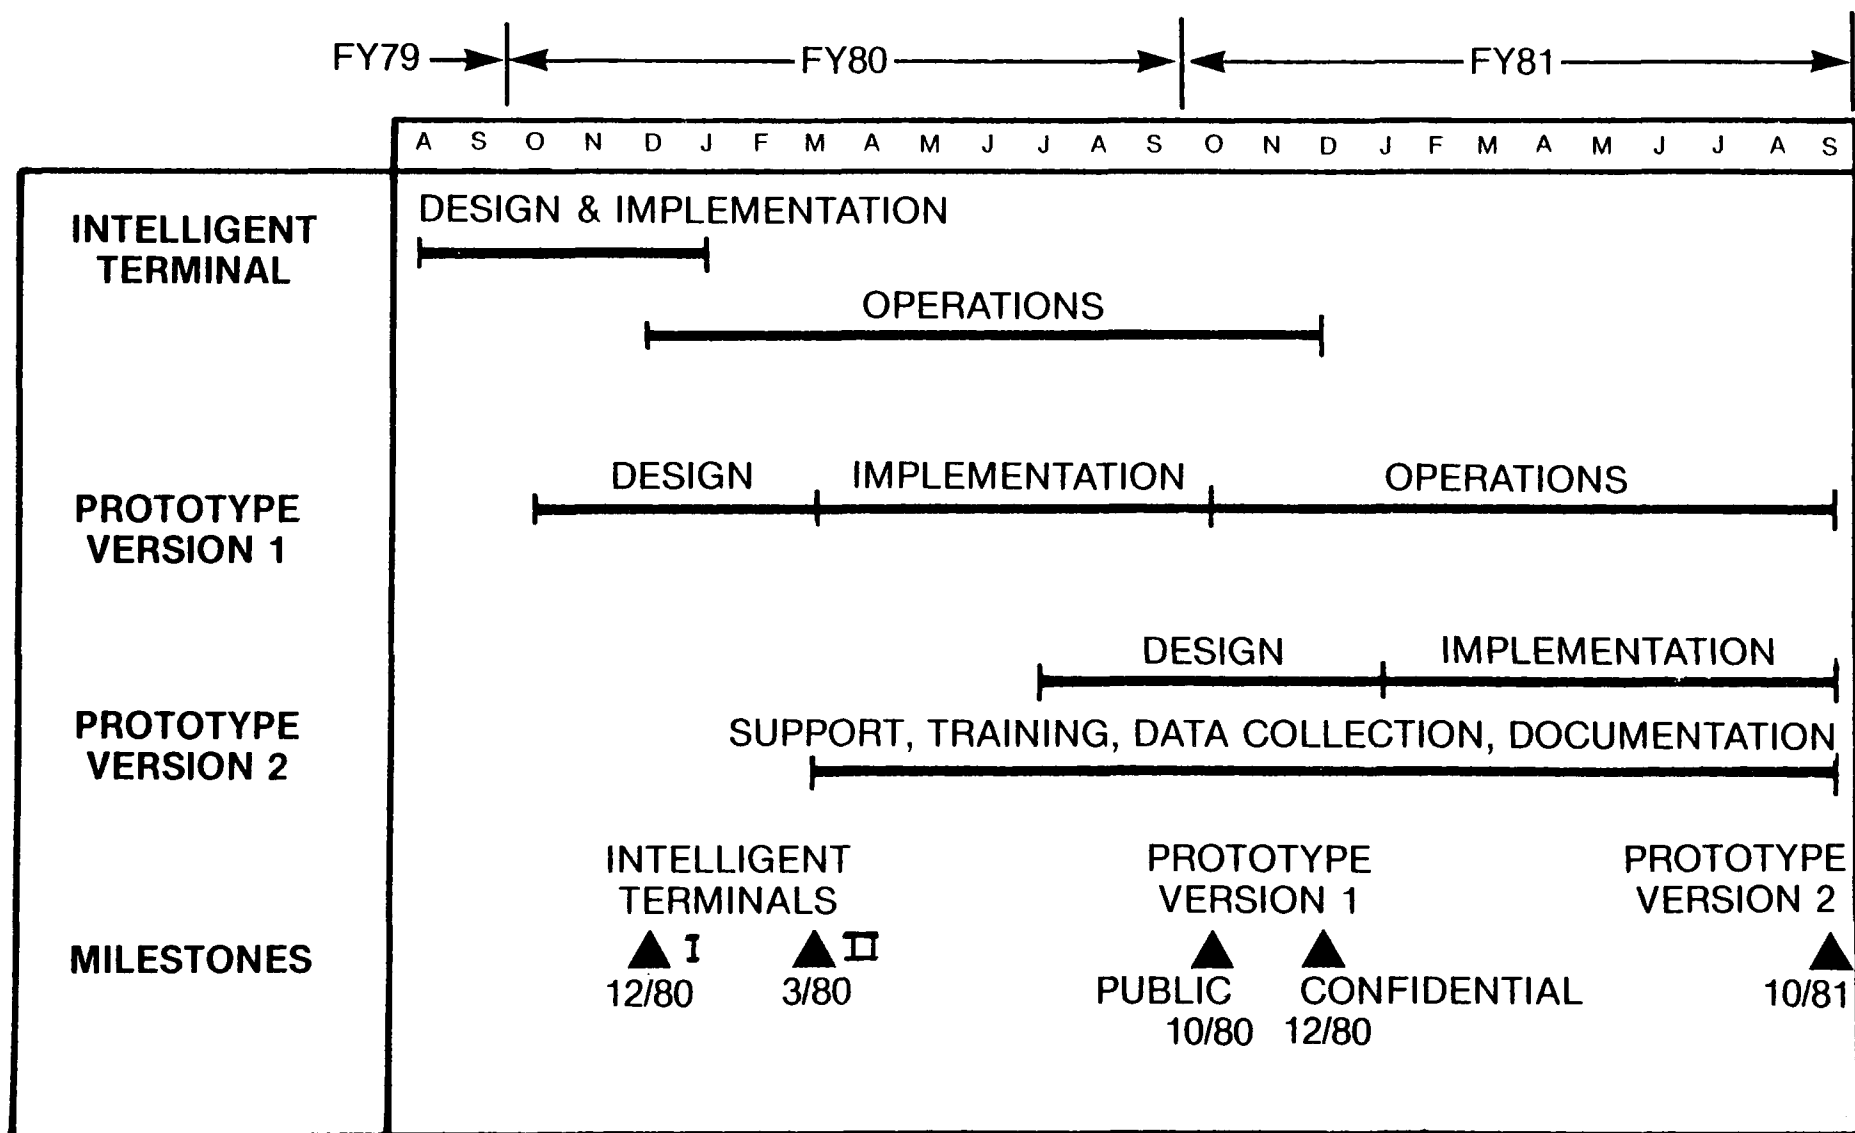 FY79 FY80 FY81
A S O N D J F M A M J J A S O N D J F M A M J J A S
INTELLIGENT
TERMINAL
DESIGN & IMPLEMENTATION
OPERATIONS
PROTOTYPE
VERSION 1
DESIGN IMPLEMENTATION OPERATIONS
PROTOTYPE
VERSION 2
DESIGN IMPLEMENTATION
SUPPORT, TRAINING, DATA COLLECTION, DOCUMENTATION
MILESTONES
INTELLIGENT
TERMINALS
I II
12/80 3/80
PROTOTYPE
VERSION 1
PUBLIC CONFIDENTIAL
10/80 12/80
PROTOTYPE
VERSION 2
10/81